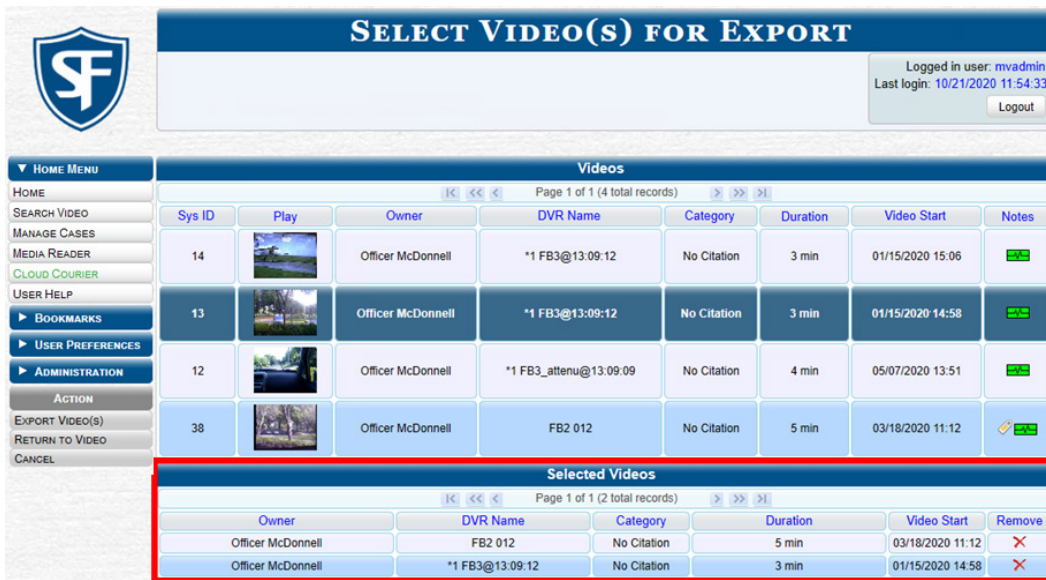 SELECT VIDEO(S) FOR EXPORT
SF
Logged in user: mvadmin
Last login: 10/21/2020 11:54:33
Logout
▼ HOME MENU
HOME
SEARCH VIDEO
MANAGE CASES
MEDIA READER
CLOUD COURIER
USER HELP
▶ BOOKMARKS
▶ USER PREFERENCES
▶ ADMINISTRATION
ACTION
EXPORT VIDEO(S)
RETURN TO VIDEO
CANCEL
Videos
Page 1 of 1 (4 total records)
Sys ID Play Owner DVR Name Category Duration Video Start Notes
14 Officer McDonnell *1 FB3@13:09:12 No Citation 3 min 01/15/2020 15:06
13 Officer McDonnell *1 FB3@13:09:12 No Citation 3 min 01/15/2020 14:58
12 Officer McDonnell *1 FB3_attenu@13:09:09 No Citation 4 min 05/07/2020 13:51
38 Officer McDonnell FB2 012 No Citation 5 min 03/18/2020 11:12
Selected Videos
Page 1 of 1 (2 total records)
Owner DVR Name Category Duration Video Start Remove
Officer McDonnell FB2 012 No Citation 5 min 03/18/2020 11:12
Officer McDonnell *1 FB3@13:09:12 No Citation 3 min 01/15/2020 14:58